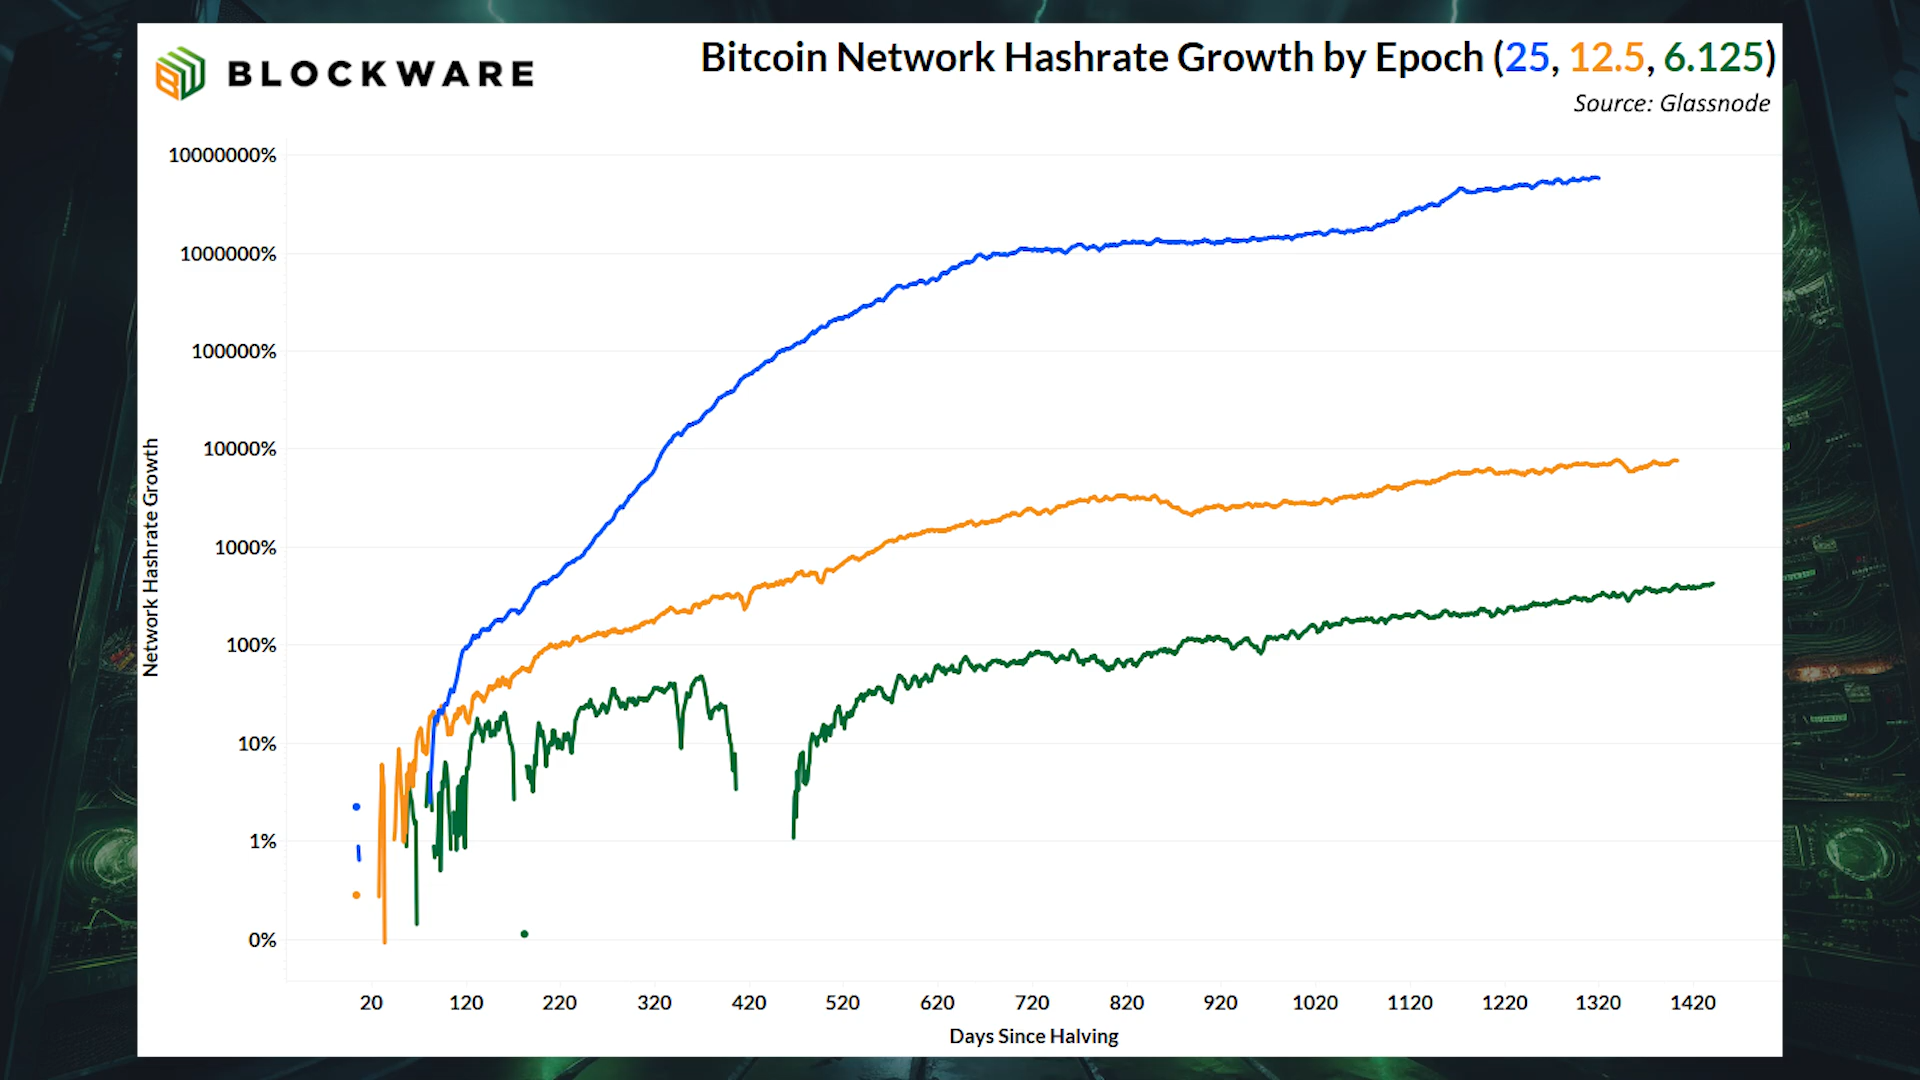 BLOCKWARE
Bitcoin Network Hashrate Growth by Epoch (25, 12.5, 6.125)
Source: Glassnode
Network Hashrate Growth
10000000%
1000000%
100000%
10000%
1000%
100%
10%
1%
0%
20 120 220 320 420 520 620 720 820 920 1020 1120 1220 1320 1420
Days Since Halving